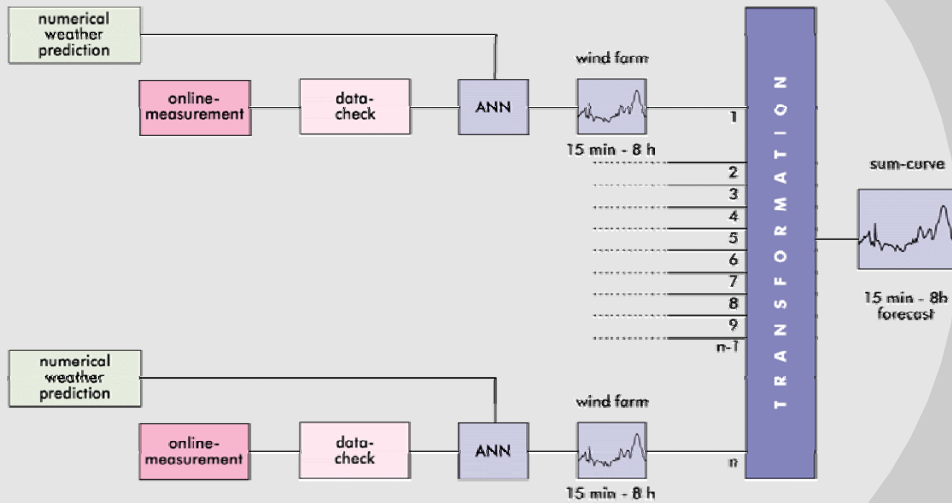 numerical
weather
prediction
online-
measurement
data-
check
ANN
wind farm
15 min - 8 h
1
2
3
4
5
6
7
8
9
n-1
n
TRANSFORMATION
sum-curve
15 min - 8h
forecast
numerical
weather
prediction
online-
measurement
data-
check
ANN
wind farm
15 min - 8 h